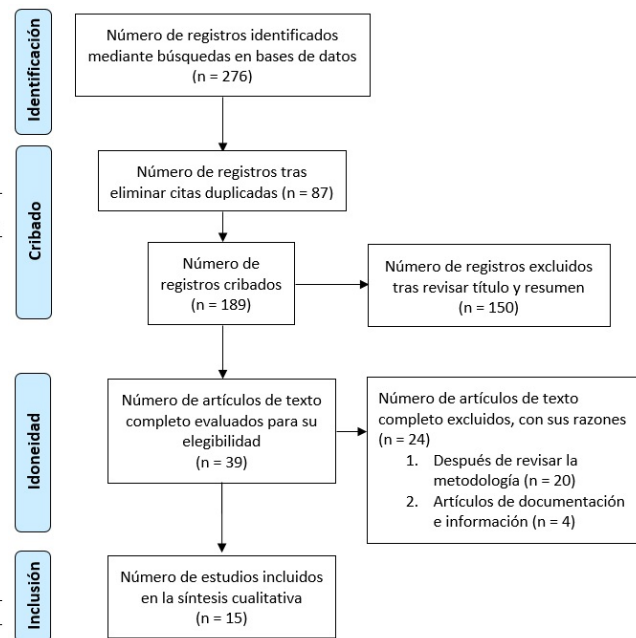 Identificación
Número de registros identificados
mediante búsquedas en bases de datos
(n = 276)
Cribado
Número de registros tras
eliminar citas duplicadas (n = 87)
Número de
registros cribados
(n = 189)
Número de registros excluidos
tras revisar título y resumen
(n = 150)
Idoneidad
Número de artículos de texto
completo evaluados para su
elegibilidad
(n = 39)
Número de artículos de texto
completo excluidos, con sus razones
(n = 24)
1. Después de revisar la
metodología (n = 20)
2. Artículos de documentación
e información (n = 4)
Inclusión
Número de estudios incluidos
en la síntesis cualitativa
(n = 15)